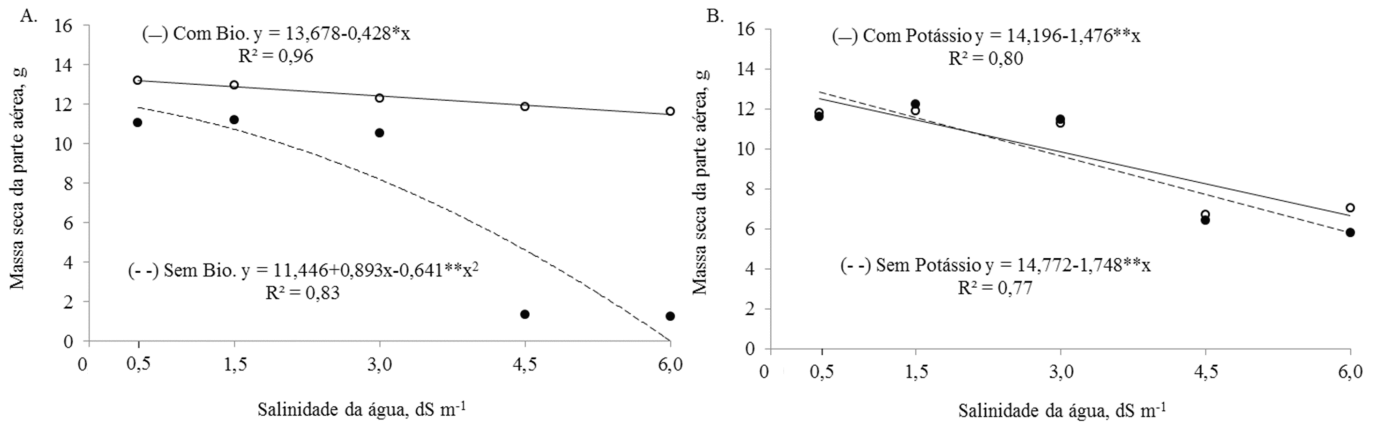 A.
(—) Com Bio. y = 13,678-0,428*x
R² = 0,96
Massa seca da parte aérea, g
16
14
12
10
8
6
4
2
0
(- -) Sem Bio. y = 11,446+0,893x-0,641**x²
R² = 0,83
0 0,5 1,5 3,0 4,5 6,0
Salinidade da água, dS m⁻¹
B.
(—) Com Potássio y = 14,196-1,476**x
R² = 0,80
Massa seca da parte aérea, g
16
14
12
10
8
6
4
2
0
(- -) Sem Potássio y = 14,772-1,748**x
R² = 0,77
0 0,5 1,5 3,0 4,5 6,0
Salinidade da água, dS m⁻¹